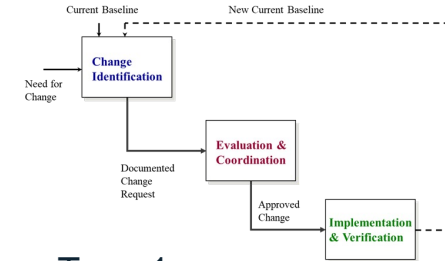 Current Baseline
New Current Baseline
Change
Identification
Need for
Change
Evaluation &
Coordination
Documented
Change
Request
Approved
Change
Implementation
& Verification